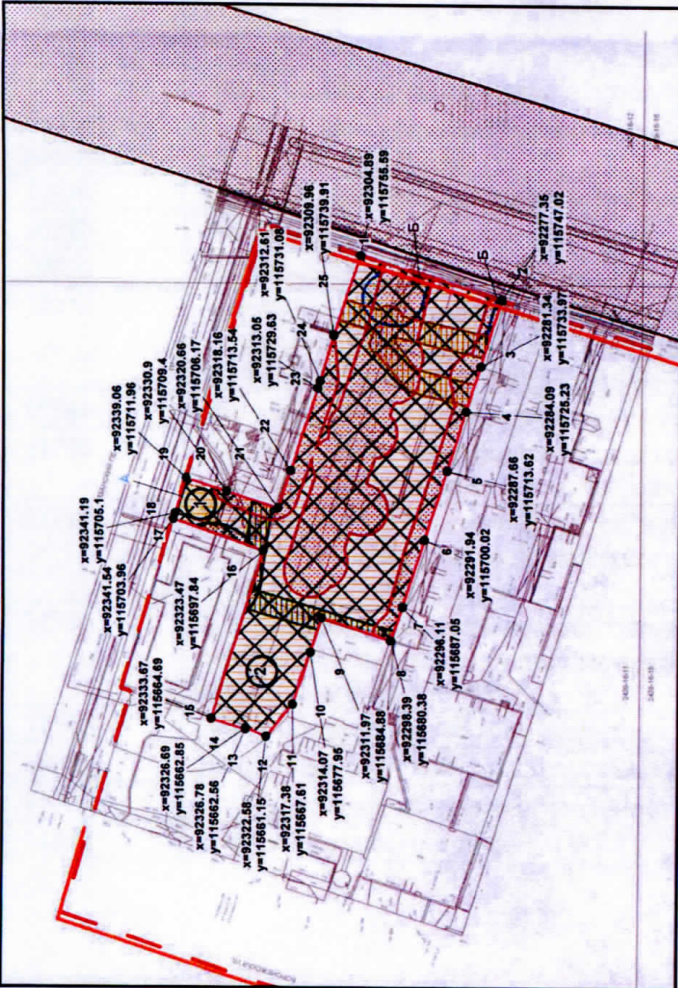 x=92304.89
y=115755.59
1
x=92309.96
y=115739.91
25
x=92312.61
y=115731.08
24
x=92313.05
y=115729.63
23
x=92318.16
y=115713.54
22
x=92320.66
y=115706.17
21
x=92330.9
y=115709.4
20
x=92339.06
y=115711.96
19
x=92341.19
y=115705.1
18
x=92341.54
y=115703.96
17
x=92323.47
y=115697.84
16
x=92333.67
y=115664.69
15
x=92326.69
y=115662.85
14
x=92326.78
y=115662.56
13
x=92322.58
y=115661.15
12
x=92317.38
y=115667.61
11
x=92314.07
y=115677.95
10
x=92311.97
y=115684.88
9
x=92298.39
y=115680.38
8
x=92296.11
y=115687.05
7
x=92291.94
y=115700.02
6
x=92287.66
y=115713.62
5
x=92284.09
y=115725.23
4
x=92281.34
y=115733.97
3
x=92277.35
y=115747.02
2
Б
Б
А
1
2